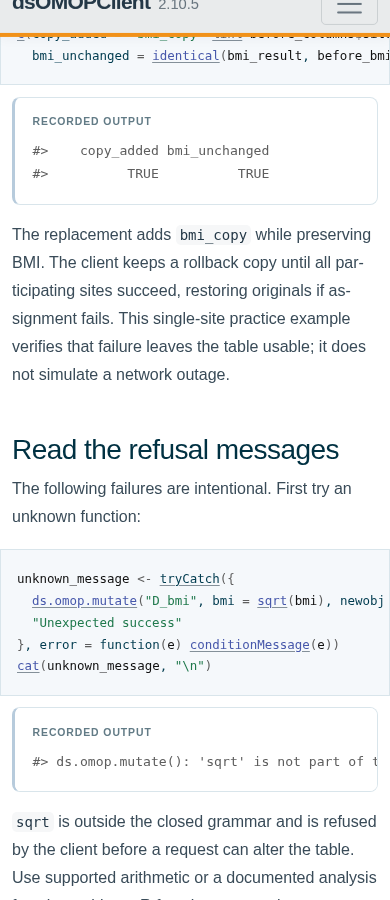 dsOMOPClient 2.10.5
bmi_unchanged = identical(bmi_result, before_bmi
RECORDED OUTPUT
#>    copy_added bmi_unchanged
#>          TRUE          TRUE
The replacement adds bmi_copy while preserving
BMI. The client keeps a rollback copy until all par-
ticipating sites succeed, restoring originals if as-
signment fails. This single-site practice example
verifies that failure leaves the table usable; it does
not simulate a network outage.
Read the refusal messages
The following failures are intentional. First try an
unknown function:
unknown_message <- tryCatch({
  ds.omop.mutate("D_bmi", bmi = sqrt(bmi), newobj
  "Unexpected success"
}, error = function(e) conditionMessage(e))
cat(unknown_message, "\n")
RECORDED OUTPUT
#> ds.omop.mutate(): 'sqrt' is not part of t
sqrt is outside the closed grammar and is refused
by the client before a request can alter the table.
Use supported arithmetic or a documented analysis